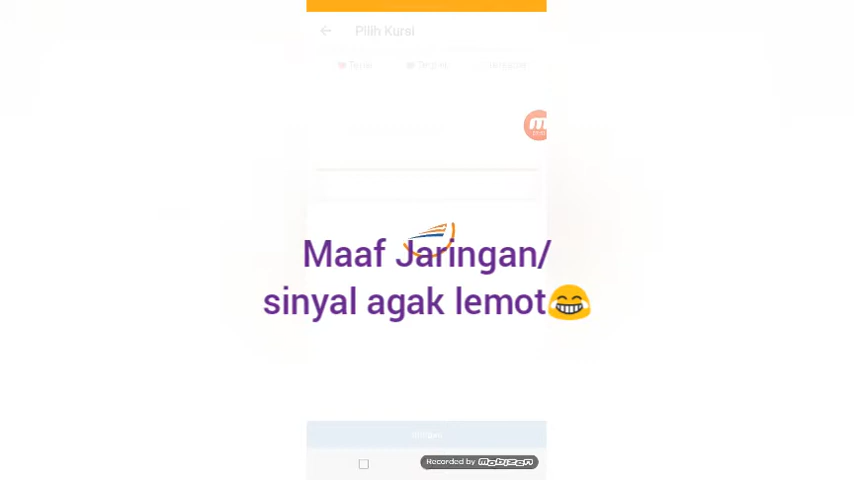 Pilih Kursi
Maaf Jaringan/
sinyal agak lemot😂
Recorded by MOBIZEN